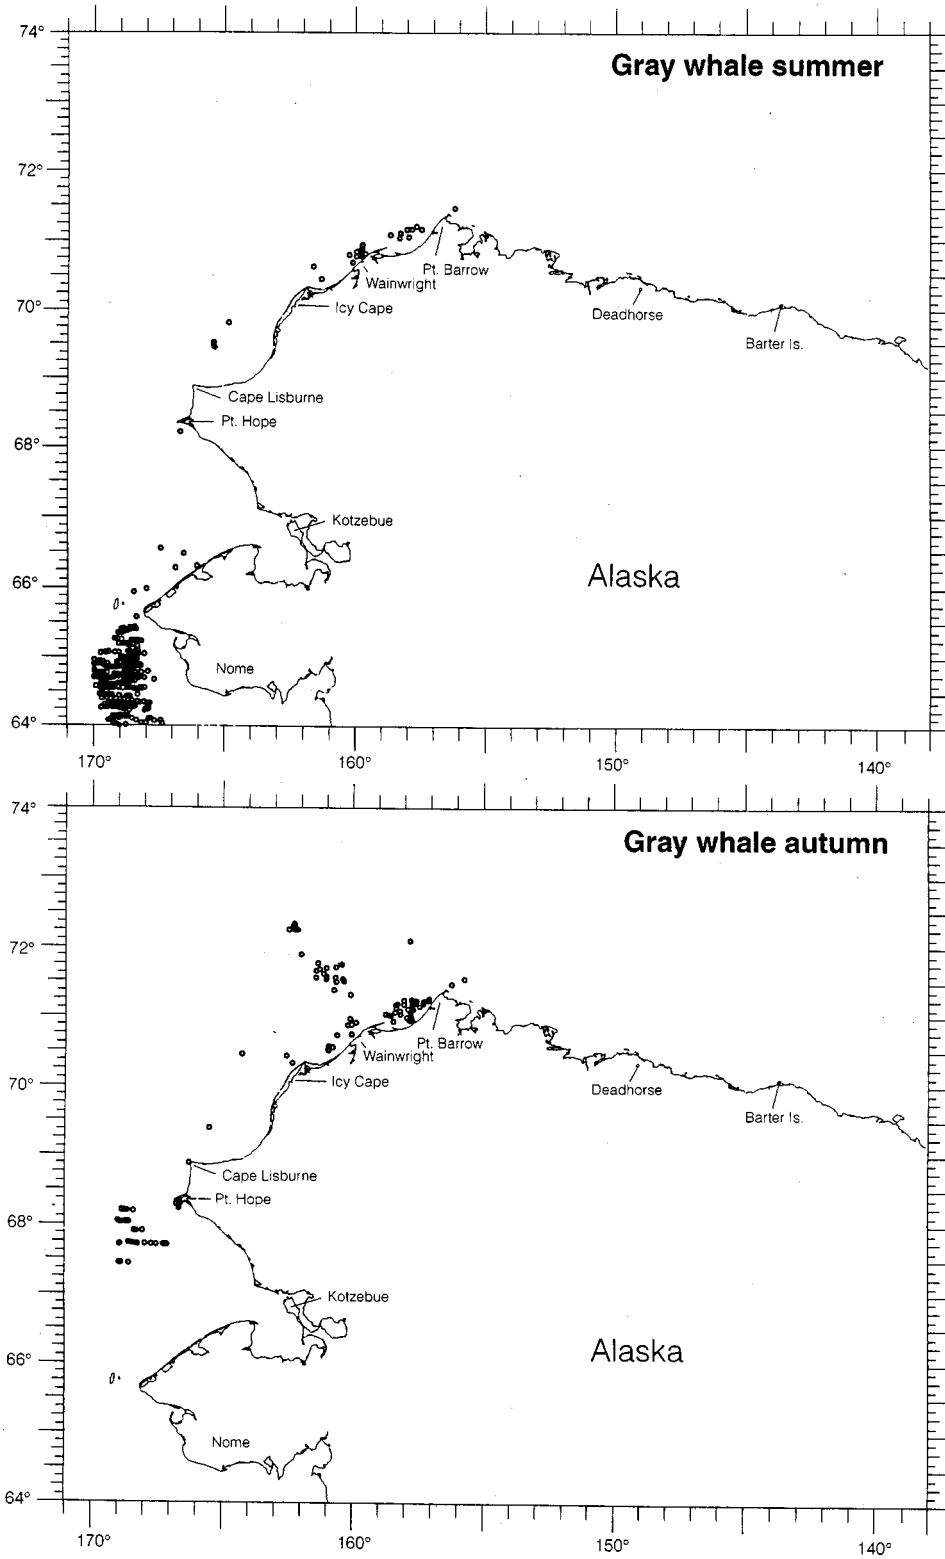 74°
Gray whale summer
72°
Pt. Barrow
Wainwright
70°
Icy Cape
Deadhorse
Barter Is.
Cape Lisburne
Pt. Hope
68°
Kotzebue
66°
Alaska
Nome
64°
170°
160°
150°
140°
74°
Gray whale autumn
72°
Pt. Barrow
Wainwright
70°
Icy Cape
Deadhorse
Barter Is.
Cape Lisburne
Pt. Hope
68°
Kotzebue
66°
Alaska
Nome
64°
170°
160°
150°
140°